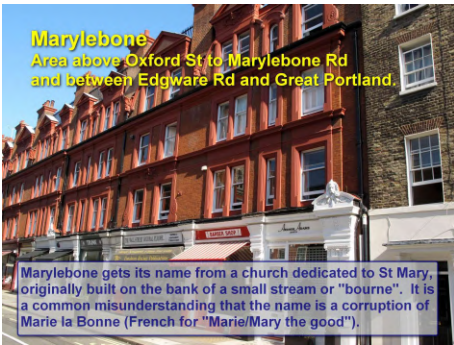 Marylebone
Area above Oxford St to Marylebone Rd
and between Edgware Rd and Great Portland.
BARBER SHOP
Marylebone gets its name from a church dedicated to St Mary,
originally built on the bank of a small stream or "bourne". It is
a common misunderstanding that the name is a corruption of
Marie la Bonne (French for "Marie/Mary the good").